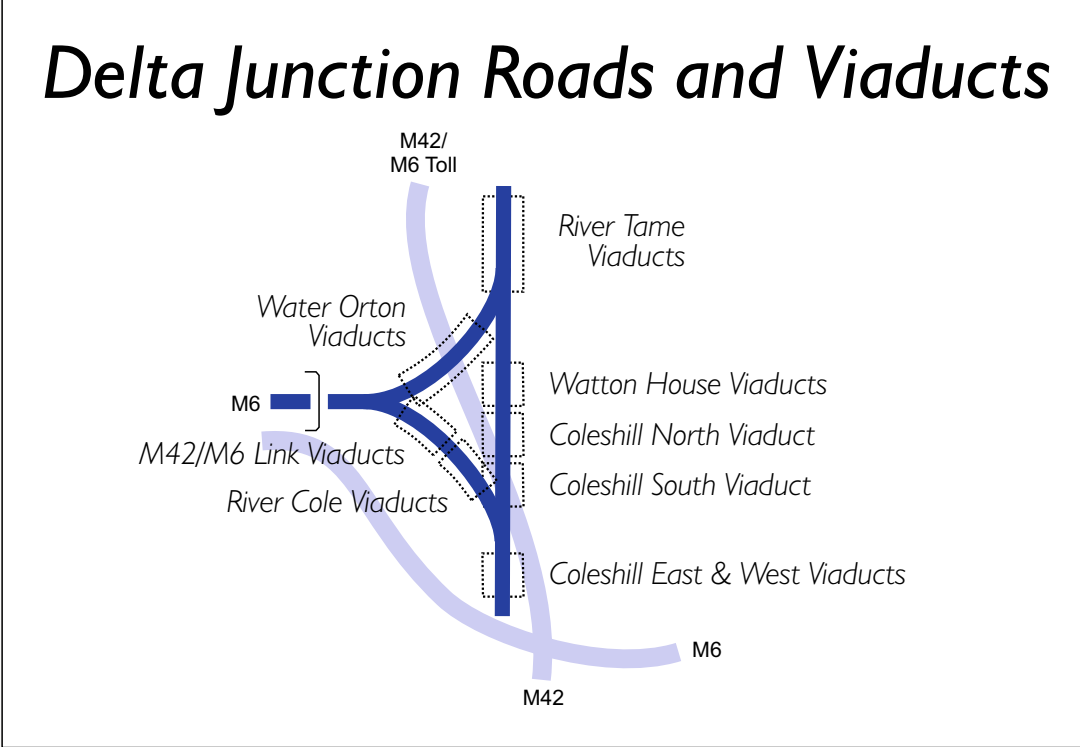 Delta Junction Roads and Viaducts
M42/
M6 Toll
River Tame
Viaducts
Water Orton
Viaducts
Watton House Viaducts
M6
Coleshill North Viaduct
M42/M6 Link Viaducts
Coleshill South Viaduct
River Cole Viaducts
Coleshill East & West Viaducts
M6
M42